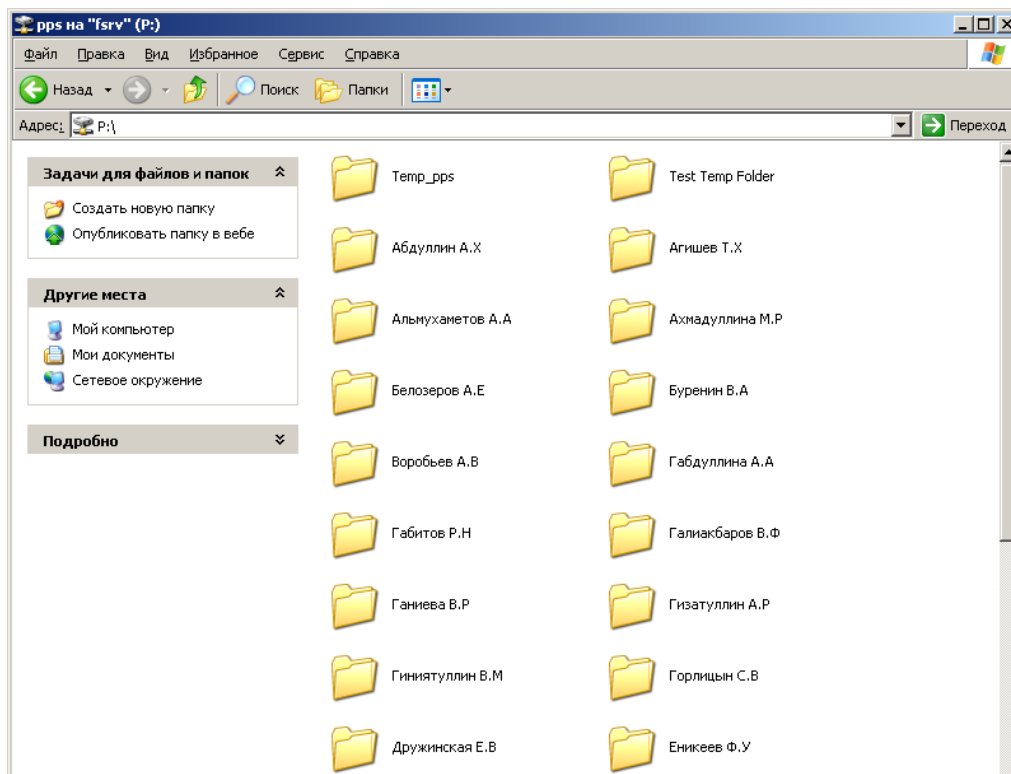 pps на "fsrv" (P:)
Файл Правка Вид Избранное Сервис Справка
Назад Поиск Папки
Адрес: P:\ Переход
Задачи для файлов и папок
Создать новую папку
Опубликовать папку в вебе
Другие места
Мой компьютер
Мои документы
Сетевое окружение
Подробно
Temp_pps Test Temp Folder
Абдуллин А.Х Агишев Т.Х
Альмухаметов А.А Ахмадуллина М.Р
Белозеров А.Е Буренин В.А
Воробьев А.В Габдуллина А.А
Габитов Р.Н Галиакбаров В.Ф
Ганиева В.Р Гизатуллин А.Р
Гиниятуллин В.М Горлицын С.В
Дружинская Е.В Еникеев Ф.У